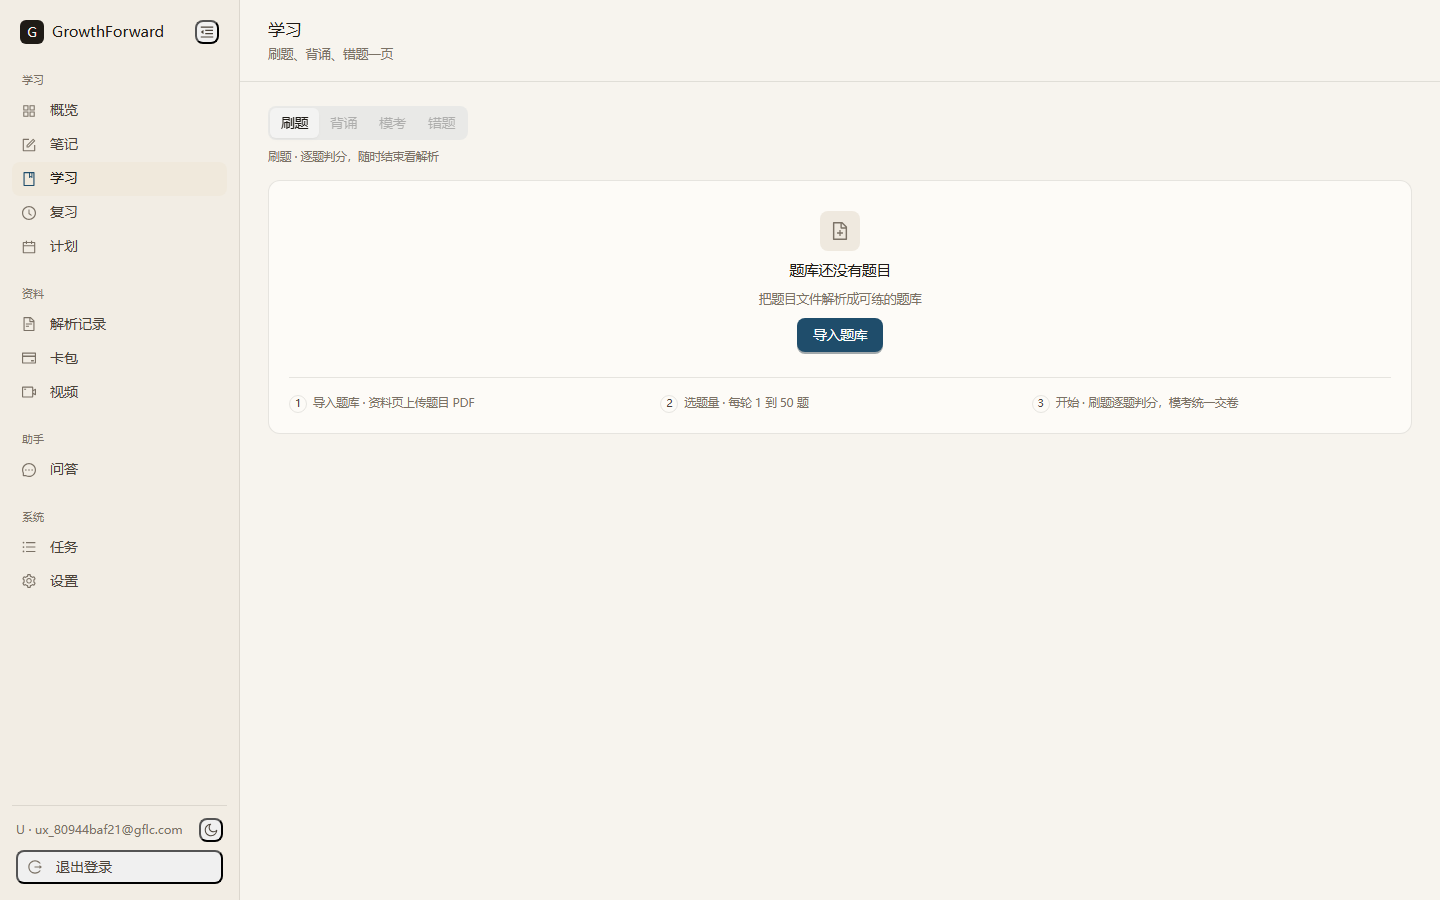 G GrowthForward
学习
概览
笔记
学习
复习
计划
资料
解析记录
卡包
视频
助手
问答
系统
任务
设置
U · ux_80944baf21@gflc.com
退出登录
学习
刷题、背诵、错题一页
刷题 背诵 模考 错题
刷题 · 逐题判分，随时结束看解析
题库还没有题目
把题目文件解析成可练的题库
导入题库
1 导入题库 · 资料页上传题目 PDF
2 选题量 · 每轮 1 到 50 题
3 开始 · 刷题逐题判分，模考统一交卷